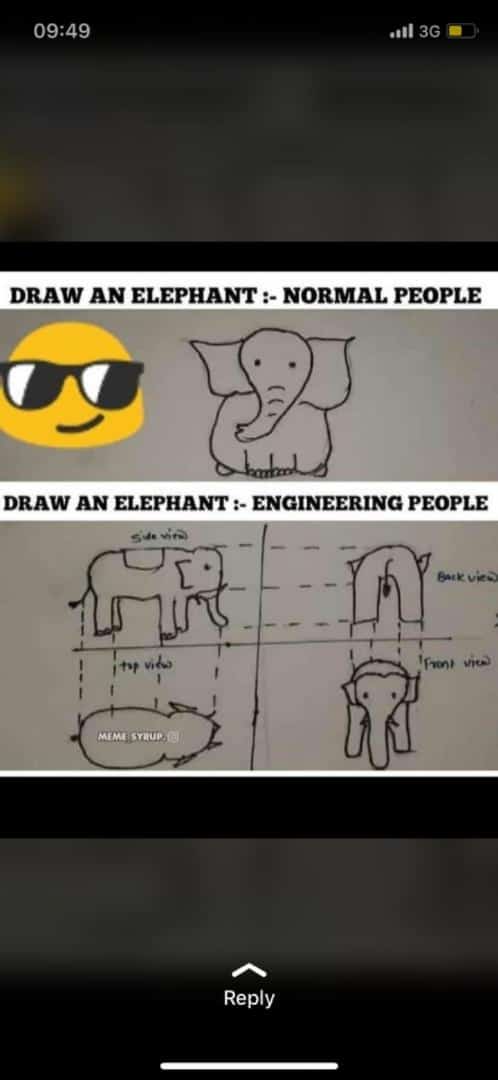 09:49
3G
DRAW AN ELEPHANT :- NORMAL PEOPLE
DRAW AN ELEPHANT :- ENGINEERING PEOPLE
side view
Back view
top view
Front view
MEME.SYRUP.
Reply